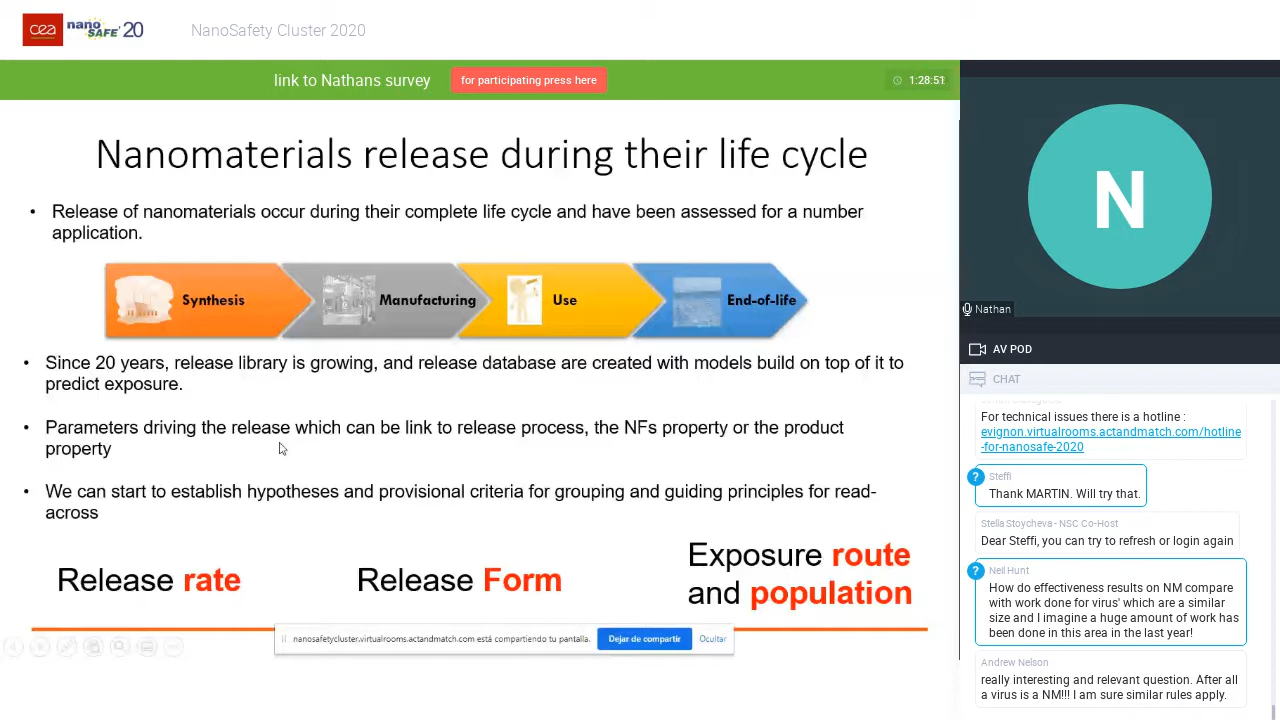 cea nano SAFE'20
NanoSafety Cluster 2020
link to Nathans survey
for participating press here
1:28:51
Nanomaterials release during their life cycle
• Release of nanomaterials occur during their complete life cycle and have been assessed for a number
application.
Synthesis
Manufacturing
Use
End-of-life
• Since 20 years, release library is growing, and release database are created with models build on top of it to
predict exposure.
• Parameters driving the release which can be link to release process, the NFs property or the product
property
• We can start to establish hypotheses and provisional criteria for grouping and guiding principles for read-
across
Release rate
Release Form
Exposure route
and population
nanosafetycluster.virtualrooms.actandmatch.com está compartiendo tu pantalla.
Dejar de compartir
Ocultar
N
Nathan
AV POD
CHAT
For technical issues there is a hotline :
evignon.virtualrooms.actandmatch.com/hotline
-for-nanosafe-2020
?
Steffi
Thank MARTIN. Will try that.
Stella Stoycheva - NSC Co-Host
Dear Steffi, you can try to refresh or login again
?
Neil Hunt
How do effectiveness results on NM compare
with work done for virus' which are a similar
size and I imagine a huge amount of work has
been done in this area in the last year!
Andrew Nelson
really interesting and relevant question. After all
a virus is a NM!!! I am sure similar rules apply.